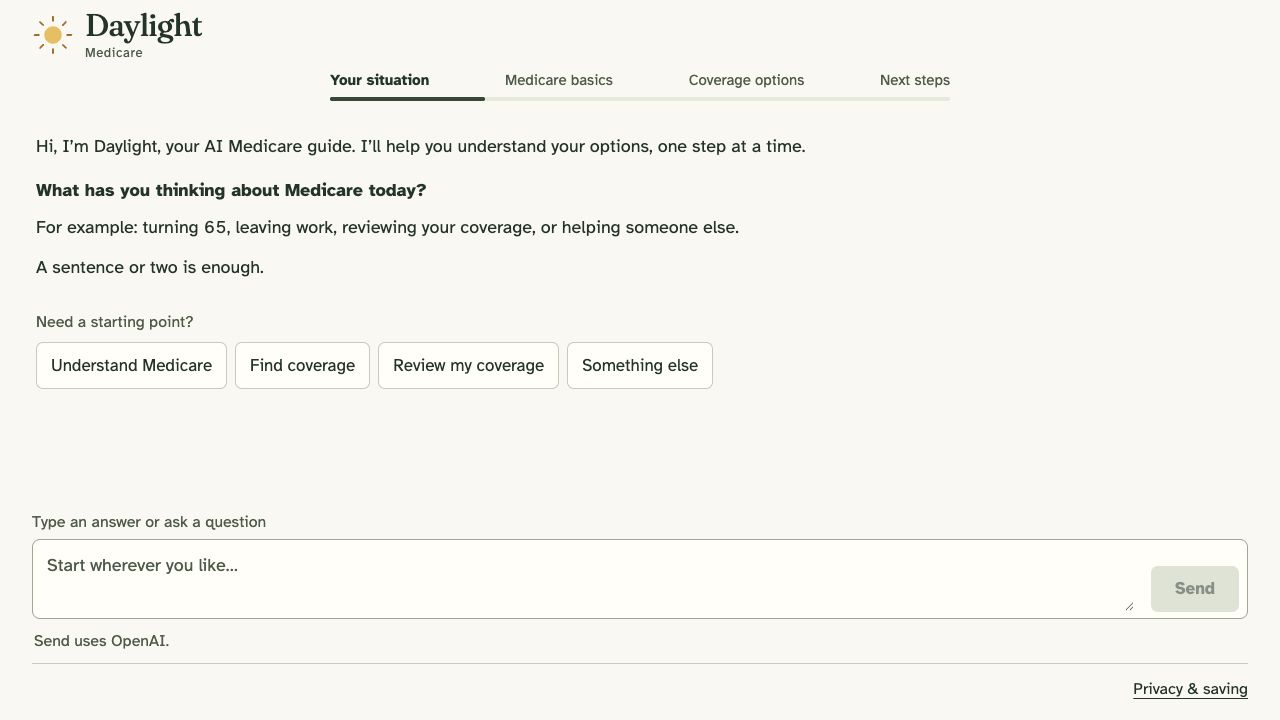 Daylight
Medicare
Your situation
Medicare basics
Coverage options
Next steps
Hi, I’m Daylight, your AI Medicare guide. I’ll help you understand your options, one step at a time.
What has you thinking about Medicare today?
For example: turning 65, leaving work, reviewing your coverage, or helping someone else.
A sentence or two is enough.
Need a starting point?
Understand Medicare
Find coverage
Review my coverage
Something else
Type an answer or ask a question
Start wherever you like...
Send
Send uses OpenAI.
Privacy & saving